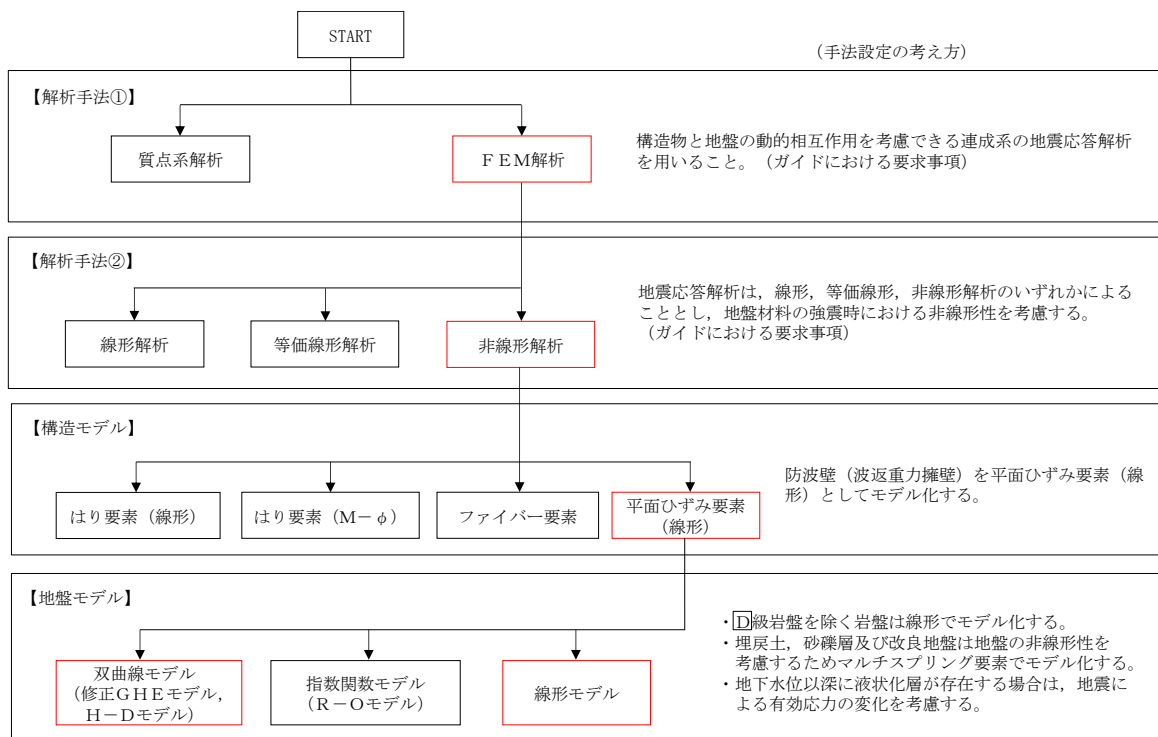 START
（手法設定の考え方）
【解析手法①】
質点系解析
ＦＥＭ解析
構造物と地盤の動的相互作用を考慮できる連成系の地震応答解析
を用いること。（ガイドにおける要求事項）
【解析手法②】
線形解析
等価線形解析
非線形解析
地震応答解析は，線形，等価線形，非線形解析のいずれかによる
こととし，地盤材料の強震時における非線形性を考慮する。
（ガイドにおける要求事項）
【構造モデル】
はり要素（線形）
はり要素（Ｍ－φ）
ファイバー要素
平面ひずみ要素
（線形）
防波壁（波返重力擁壁）を平面ひずみ要素（線
形）としてモデル化する。
【地盤モデル】
双曲線モデル
（修正ＧＨＥモデル，
Ｈ－Ｄモデル）
指数関数モデル
（Ｒ－Ｏモデル）
線形モデル
・D級岩盤を除く岩盤は線形でモデル化する。
・埋戻土，砂礫層及び改良地盤は地盤の非線形性を
考慮するためマルチスプリング要素でモデル化する。
・地下水位以深に液状化層が存在する場合は，地震に
よる有効応力の変化を考慮する。